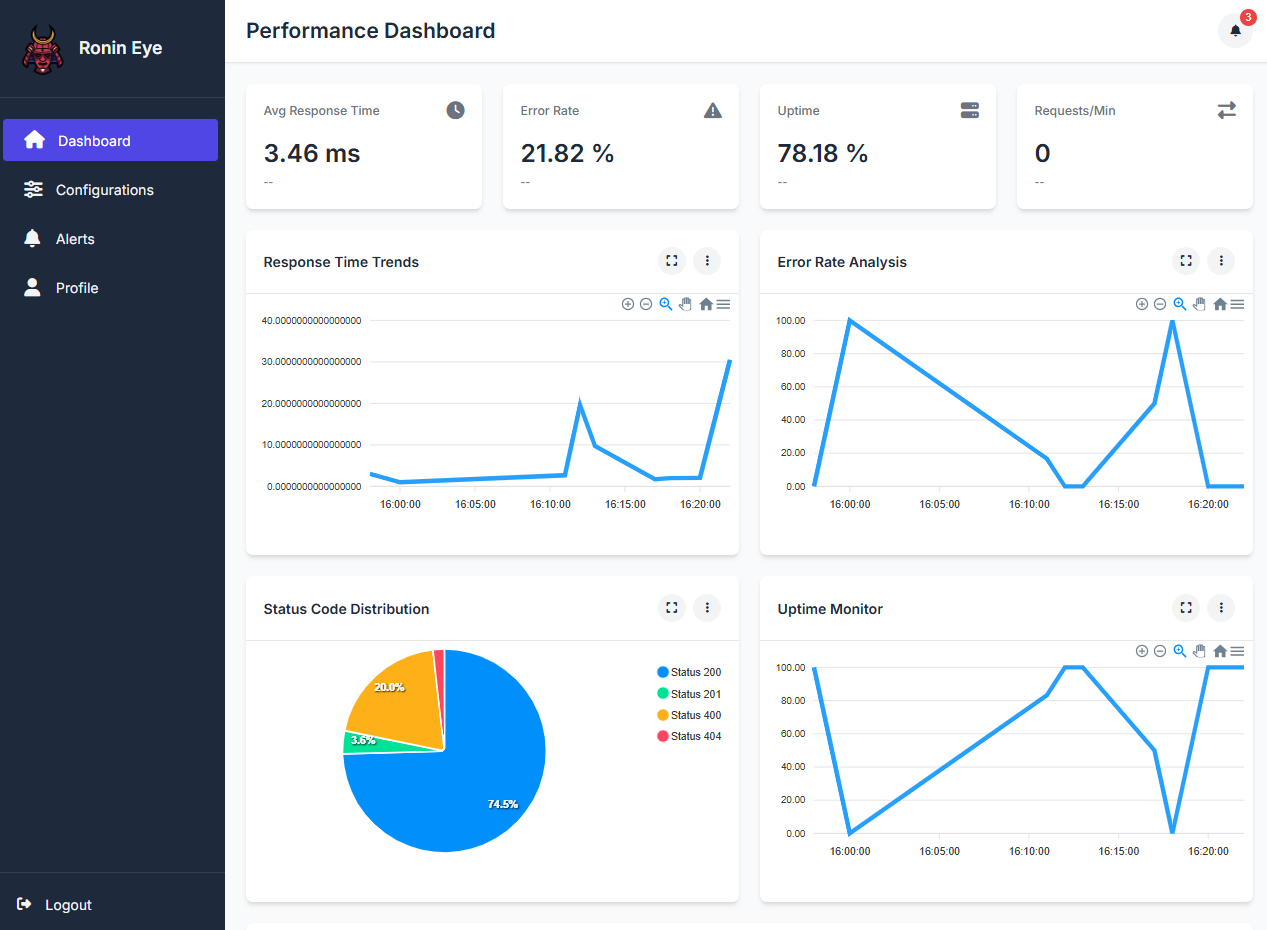 Ronin Eye
Dashboard
Configurations
Alerts
Profile
Logout
Performance Dashboard
3
Avg Response Time
3.46 ms
--
Error Rate
21.82 %
--
Uptime
78.18 %
--
Requests/Min
0
--
Response Time Trends
40.0000000000000000
30.0000000000000000
20.0000000000000000
10.0000000000000000
0.0000000000000000
16:00:00 16:05:00 16:10:00 16:15:00 16:20:00
Error Rate Analysis
100.00
80.00
60.00
40.00
20.00
0.00
16:00:00 16:05:00 16:10:00 16:15:00 16:20:00
Status Code Distribution
20.0%
3.6%
74.5%
Status 200
Status 201
Status 400
Status 404
Uptime Monitor
100.00
80.00
60.00
40.00
20.00
0.00
16:00:00 16:05:00 16:10:00 16:15:00 16:20:00